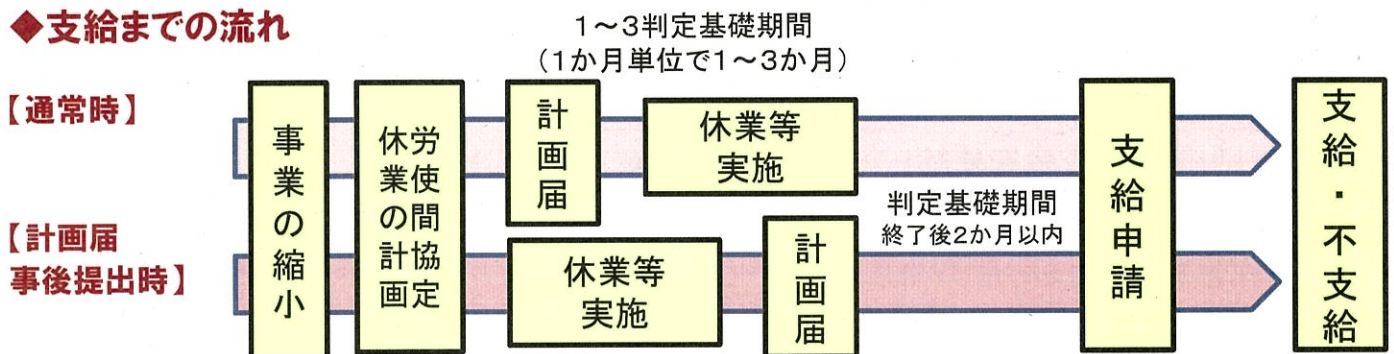 ◆支給までの流れ
1～3判定基礎期間
（1か月単位で1～3か月）
【通常時】
事業の縮小
労使間協定
休業の計画
計画届
休業等
実施
支給申請
支給・不支給
【計画届
事後提出時】
休業等
実施
計画届
判定基礎期間
終了後2か月以内